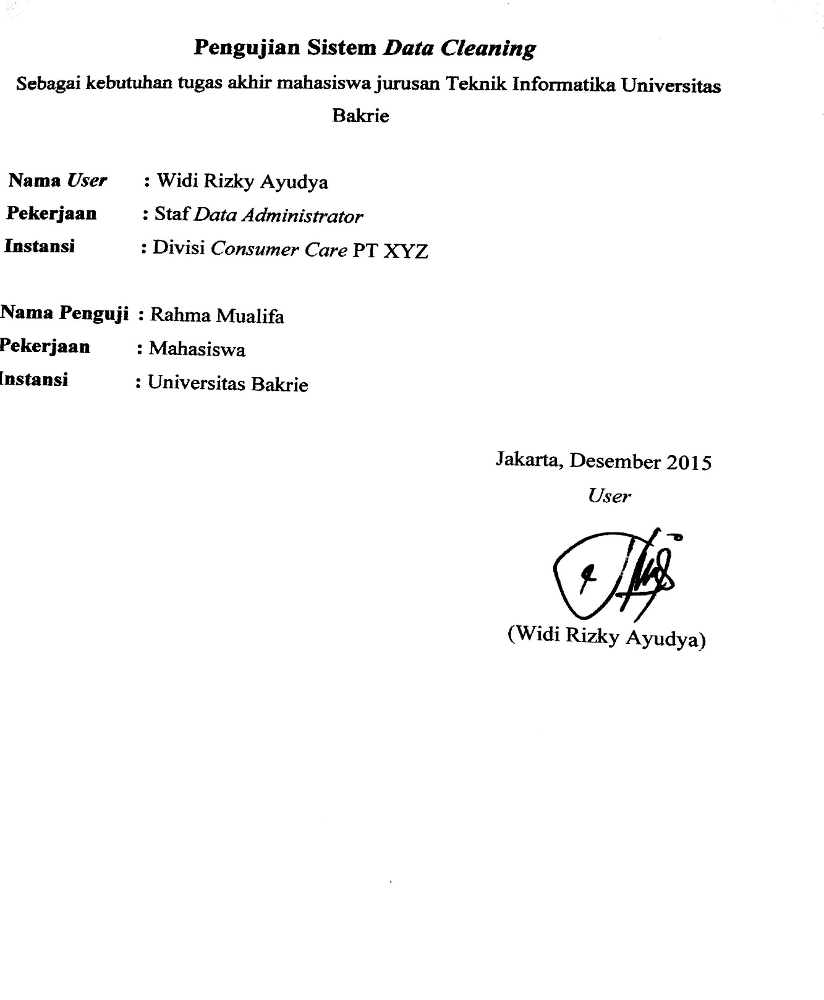 Pengujian Sistem Data Cleaning
Sebagai kebutuhan tugas akhir mahasiswa jurusan Teknik Informatika Universitas
Bakrie
Nama User : Widi Rizky Ayudya
Pekerjaan : Staf Data Administrator
Instansi : Divisi Consumer Care PT XYZ
Nama Penguji : Rahma Mualifa
Pekerjaan : Mahasiswa
Instansi : Universitas Bakrie
Jakarta, Desember 2015
User
(Widi Rizky Ayudya)